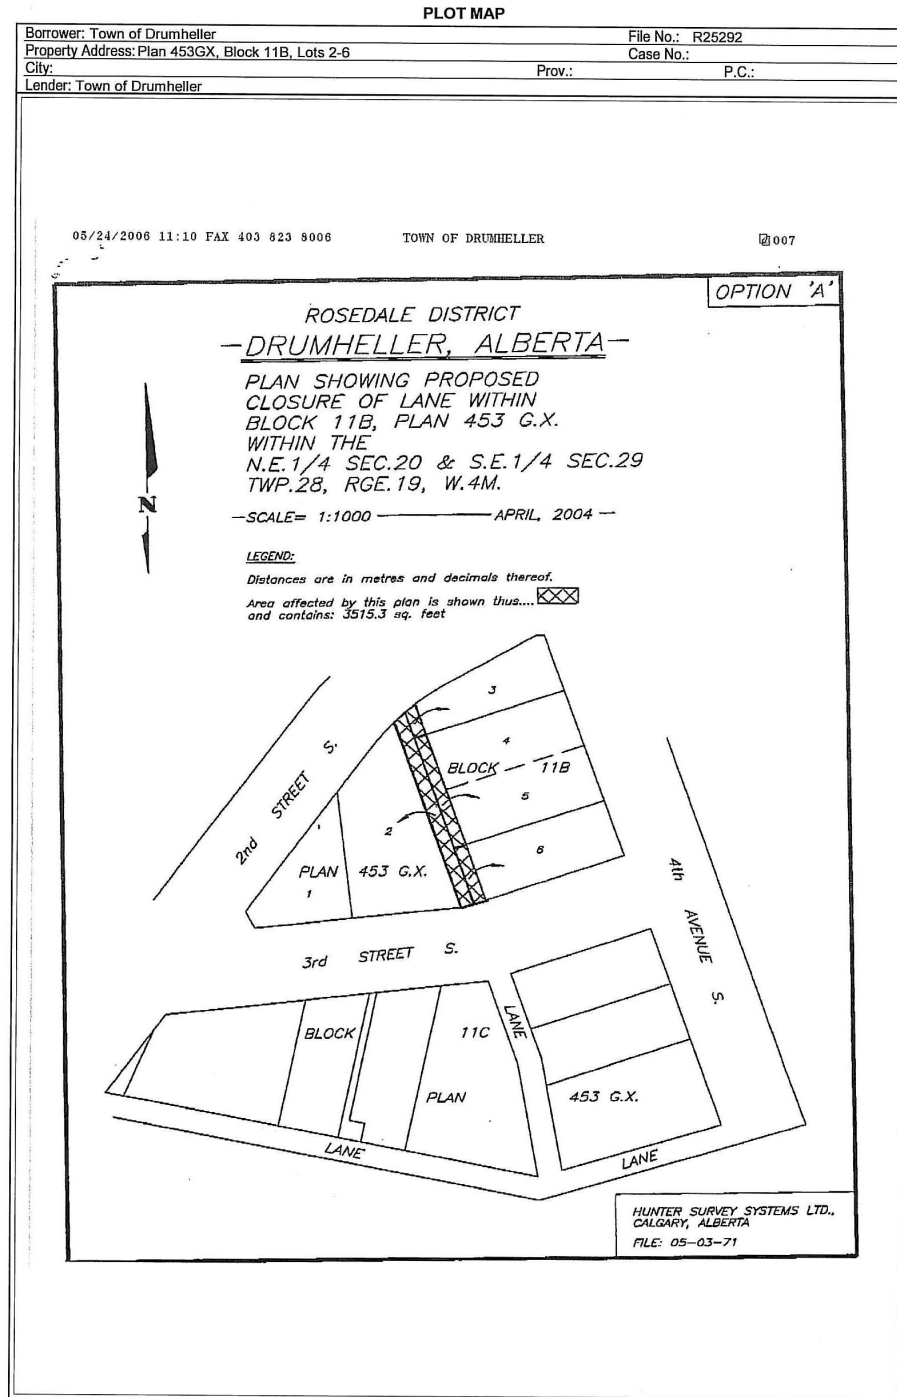 PLOT MAP
Borrower: Town of Drumheller File No.: R25292
Property Address: Plan 453GX, Block 11B, Lots 2-6 Case No.:
City: Prov.: P.C.:
Lender: Town of Drumheller
05/24/2006 11:10 FAX 403 823 8006 TOWN OF DRUMHELLER 007
OPTION 'A'
ROSEDALE DISTRICT
-DRUMHELLER, ALBERTA-
PLAN SHOWING PROPOSED
CLOSURE OF LANE WITHIN
BLOCK 11B, PLAN 453 G.X.
WITHIN THE
N.E.1/4 SEC.20 & S.E.1/4 SEC.29
TWP.28, RGE.19, W.4M.
-SCALE= 1:1000 ——— APRIL, 2004 -
N
LEGEND:
Distances are in metres and decimals thereof.
Area affected by this plan is shown thus....
and contains: 3515.3 sq. feet
3
4
BLOCK 11B
5
2nd STREET S.
2
6
PLAN 453 G.X.
1
4th AVENUE S.
3rd STREET S.
BLOCK 11C
LANE
PLAN 453 G.X.
LANE
LANE
HUNTER SURVEY SYSTEMS LTD.,
CALGARY, ALBERTA
FILE: 05-03-71